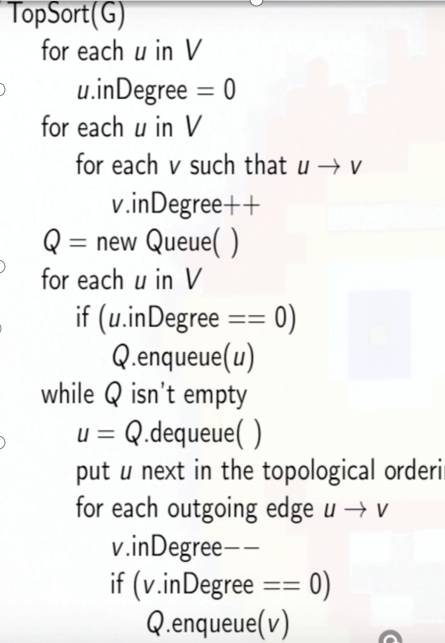 TopSort(G)
for each u in V
u.inDegree = 0
for each u in V
for each v such that u → v
v.inDegree++
Q = new Queue( )
for each u in V
if (u.inDegree == 0)
Q.enqueue(u)
while Q isn't empty
u = Q.dequeue( )
put u next in the topological orderi
for each outgoing edge u → v
v.inDegree−−
if (v.inDegree == 0)
Q.enqueue(v)